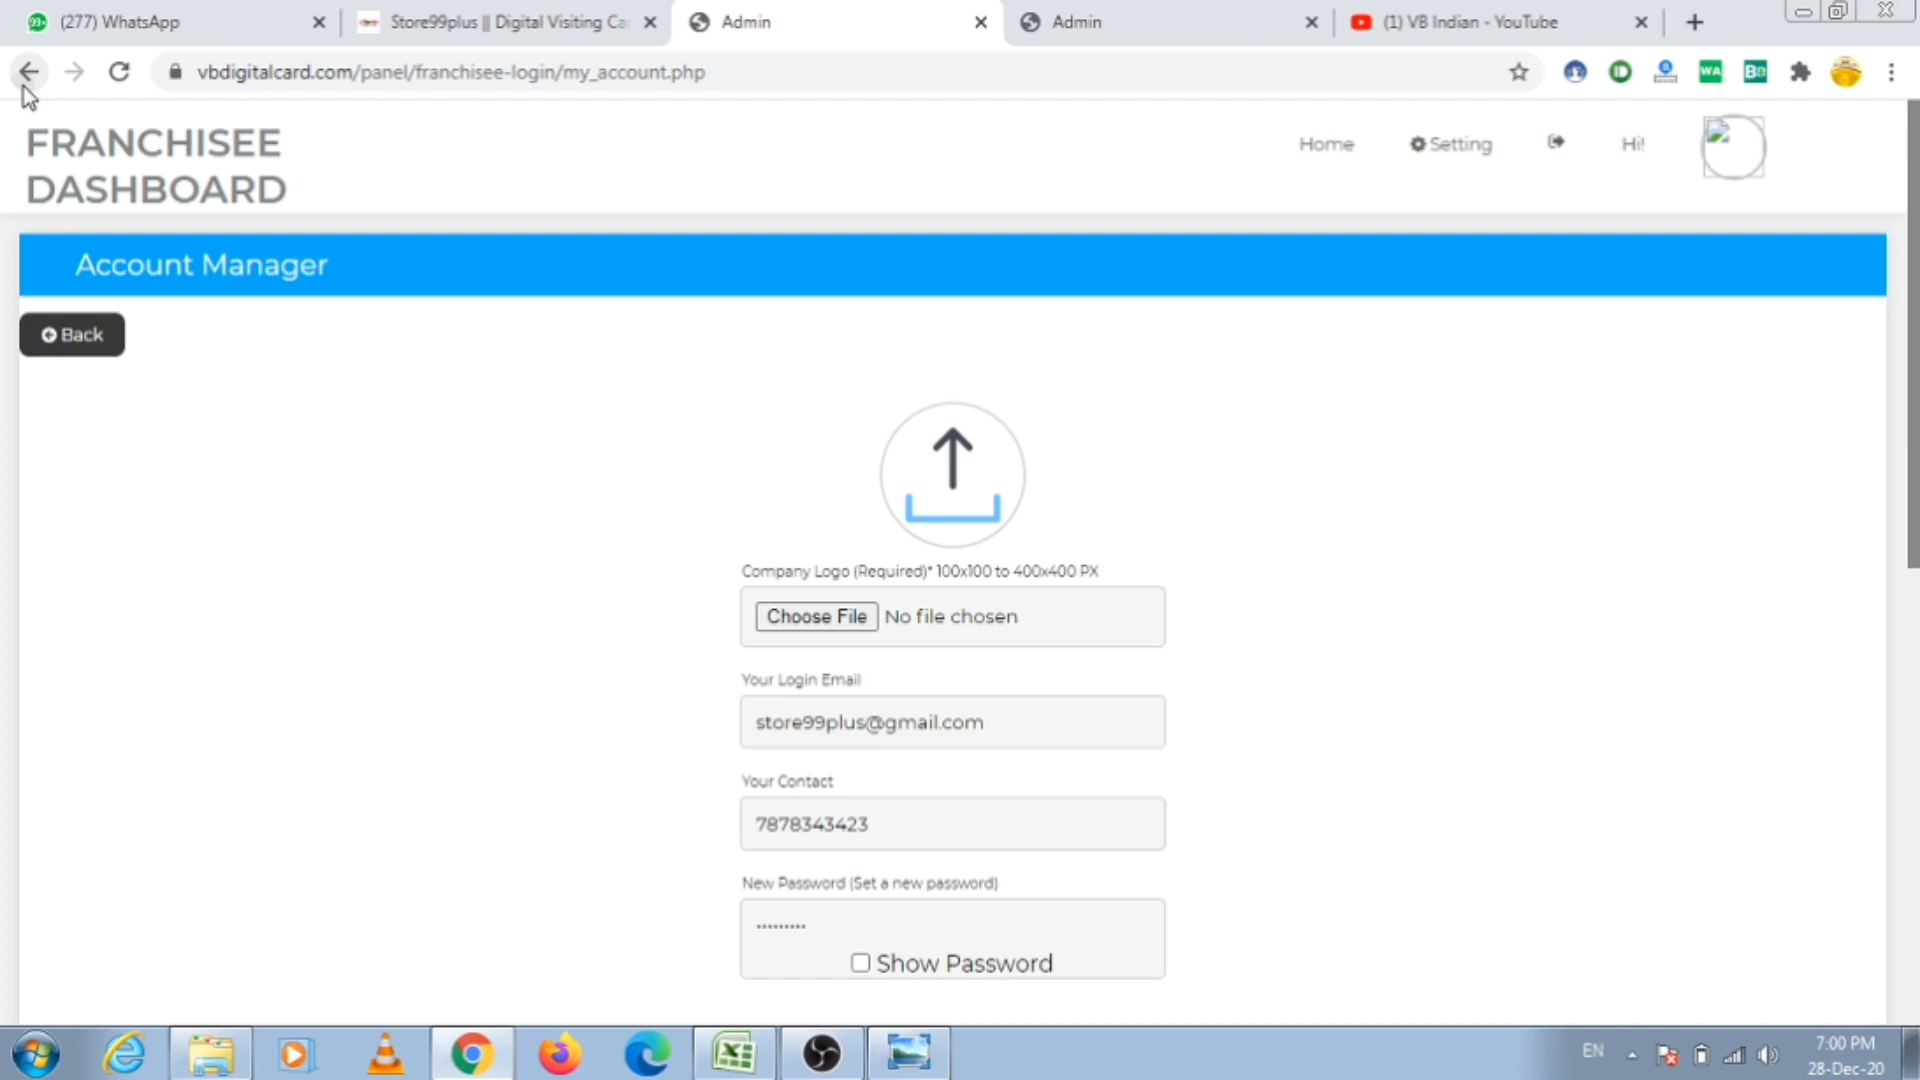 (277) WhatsApp
Store99plus || Digital Visiting Ca
Admin
Admin
(1) VB Indian - YouTube
vbdigitalcard.com/panel/franchisee-login/my_account.php
WA
FRANCHISEE
DASHBOARD
Home
Setting
Hi!
Account Manager
Back
Company Logo (Required)* 100x100 to 400x400 PX
Choose File No file chosen
Your Login Email
store99plus@gmail.com
Your Contact
7878343423
New Password (Set a new password)
•••••••••
Show Password
EN
7:00 PM
28-Dec-20